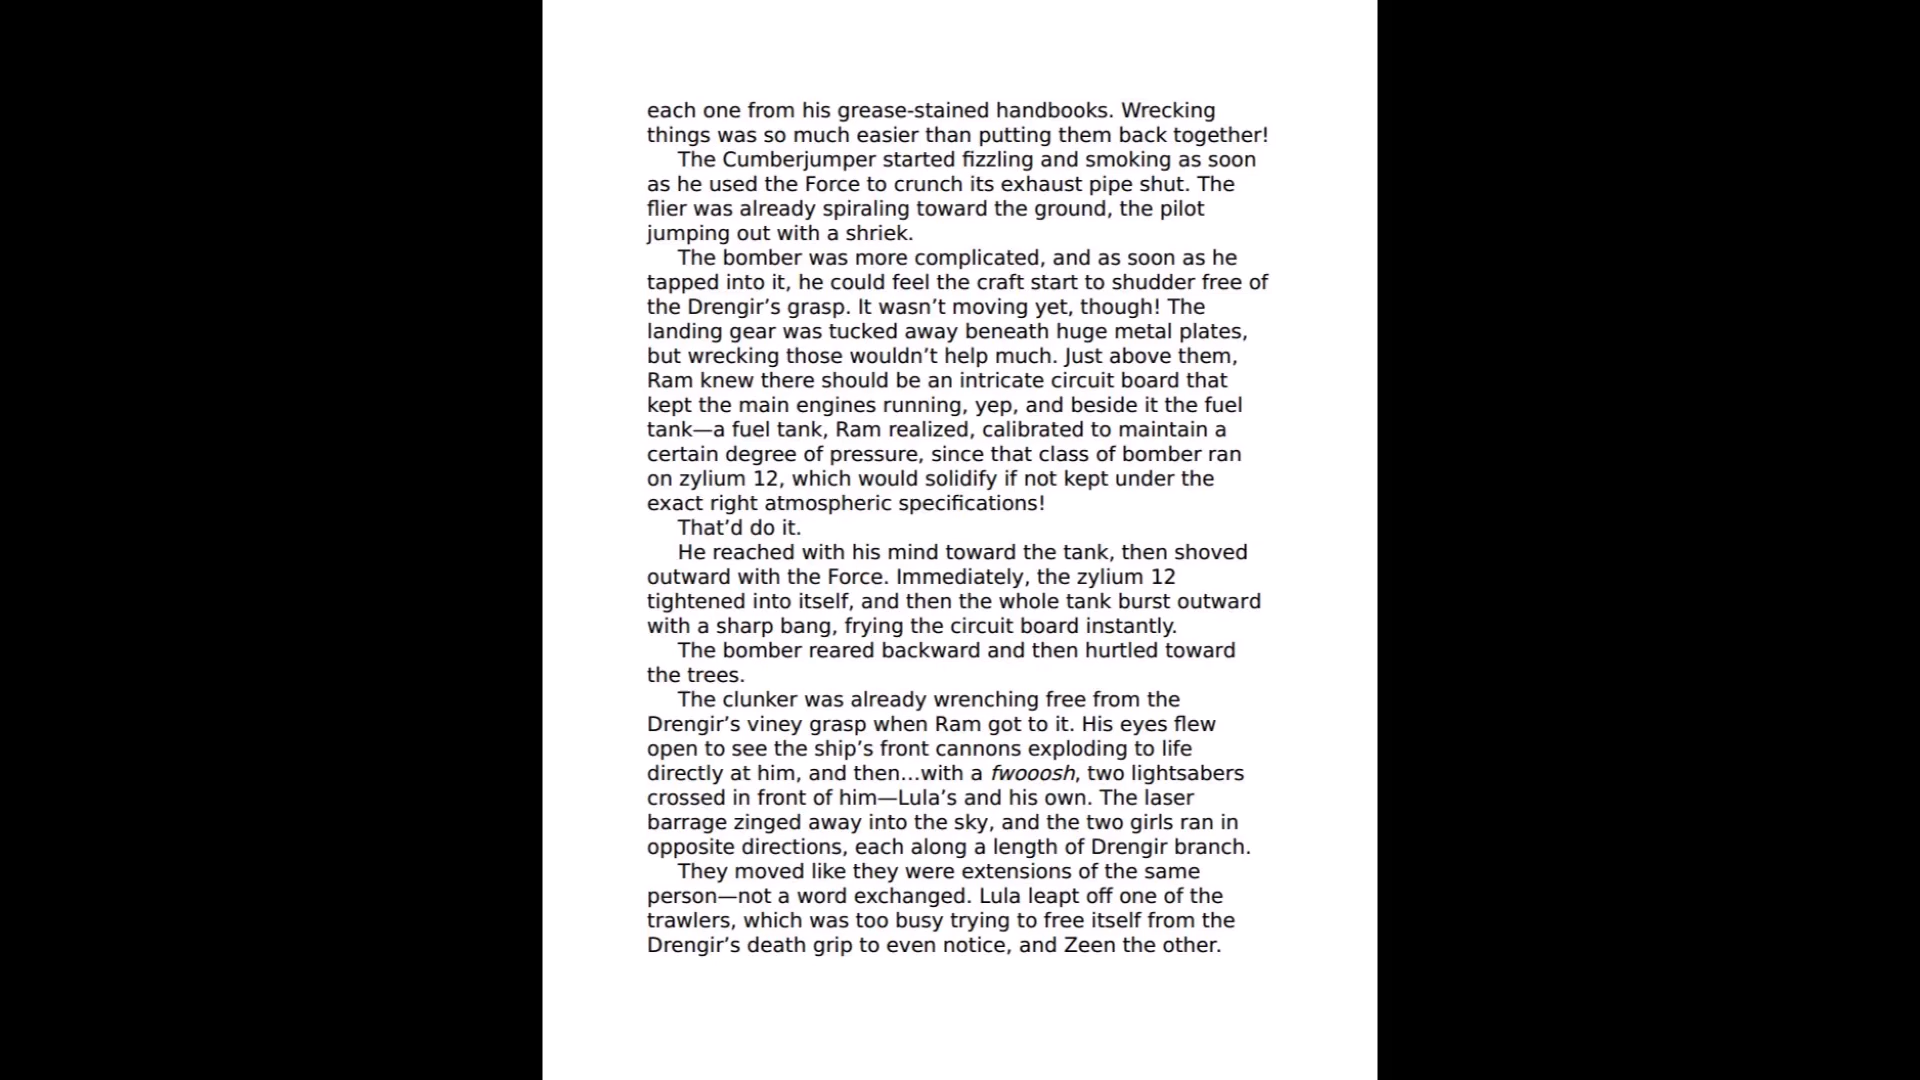 each one from his grease-stained handbooks. Wrecking
things was so much easier than putting them back together!
The Cumberjumper started fizzling and smoking as soon
as he used the Force to crunch its exhaust pipe shut. The
flier was already spiraling toward the ground, the pilot
jumping out with a shriek.
The bomber was more complicated, and as soon as he
tapped into it, he could feel the craft start to shudder free of
the Drengir’s grasp. It wasn’t moving yet, though! The
landing gear was tucked away beneath huge metal plates,
but wrecking those wouldn’t help much. Just above them,
Ram knew there should be an intricate circuit board that
kept the main engines running, yep, and beside it the fuel
tank—a fuel tank, Ram realized, calibrated to maintain a
certain degree of pressure, since that class of bomber ran
on zylium 12, which would solidify if not kept under the
exact right atmospheric specifications!
That’d do it.
He reached with his mind toward the tank, then shoved
outward with the Force. Immediately, the zylium 12
tightened into itself, and then the whole tank burst outward
with a sharp bang, frying the circuit board instantly.
The bomber reared backward and then hurtled toward
the trees.
The clunker was already wrenching free from the
Drengir’s viney grasp when Ram got to it. His eyes flew
open to see the ship’s front cannons exploding to life
directly at him, and then…with a fwooosh, two lightsabers
crossed in front of him—Lula’s and his own. The laser
barrage zinged away into the sky, and the two girls ran in
opposite directions, each along a length of Drengir branch.
They moved like they were extensions of the same
person—not a word exchanged. Lula leapt off one of the
trawlers, which was too busy trying to free itself from the
Drengir’s death grip to even notice, and Zeen the other.